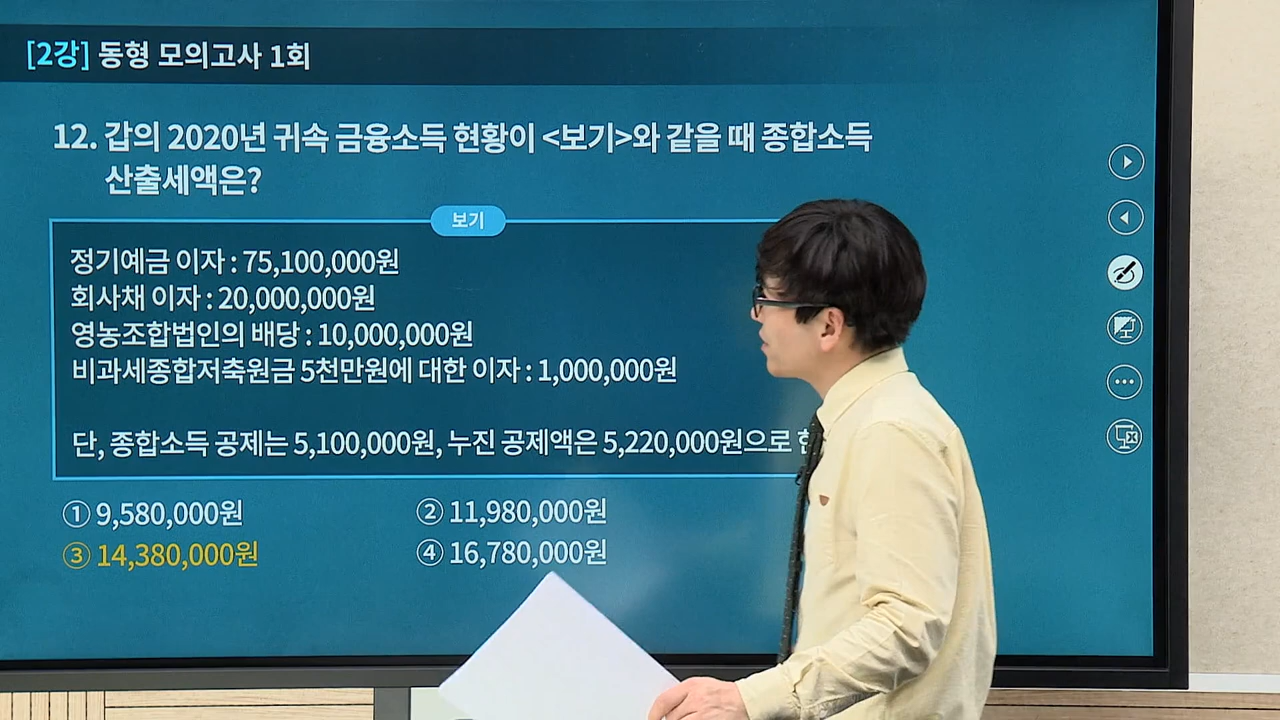 [2강] 동형 모의고사 1회
12. 갑의 2020년 귀속 금융소득 현황이 <보기>와 같을 때 종합소득
산출세액은?
보기
정기예금 이자 : 75,100,000원
회사채 이자 : 20,000,000원
영농조합법인의 배당 : 10,000,000원
비과세종합저축원금 5천만원에 대한 이자 : 1,000,000원
단, 종합소득 공제는 5,100,000원, 누진 공제액은 5,220,000원으로
① 9,580,000원
② 11,980,000원
③ 14,380,000원
④ 16,780,000원